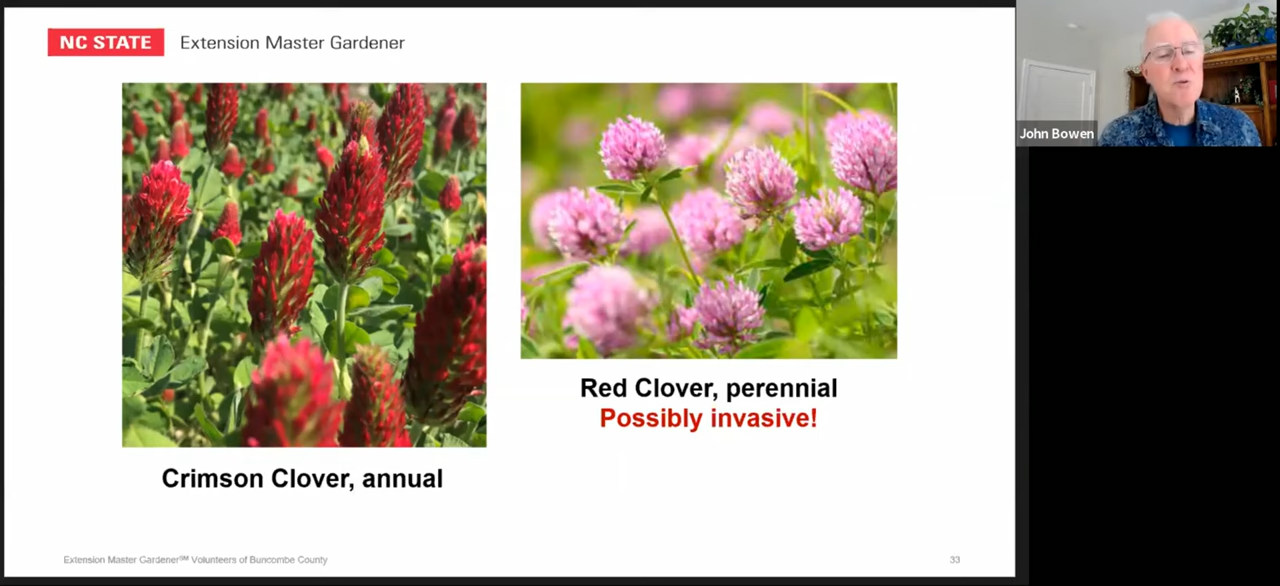 NC STATE Extension Master Gardener
John Bowen
Red Clover, perennial
Possibly invasive!
Crimson Clover, annual
Extension Master Gardener℠ Volunteers of Buncombe County 33